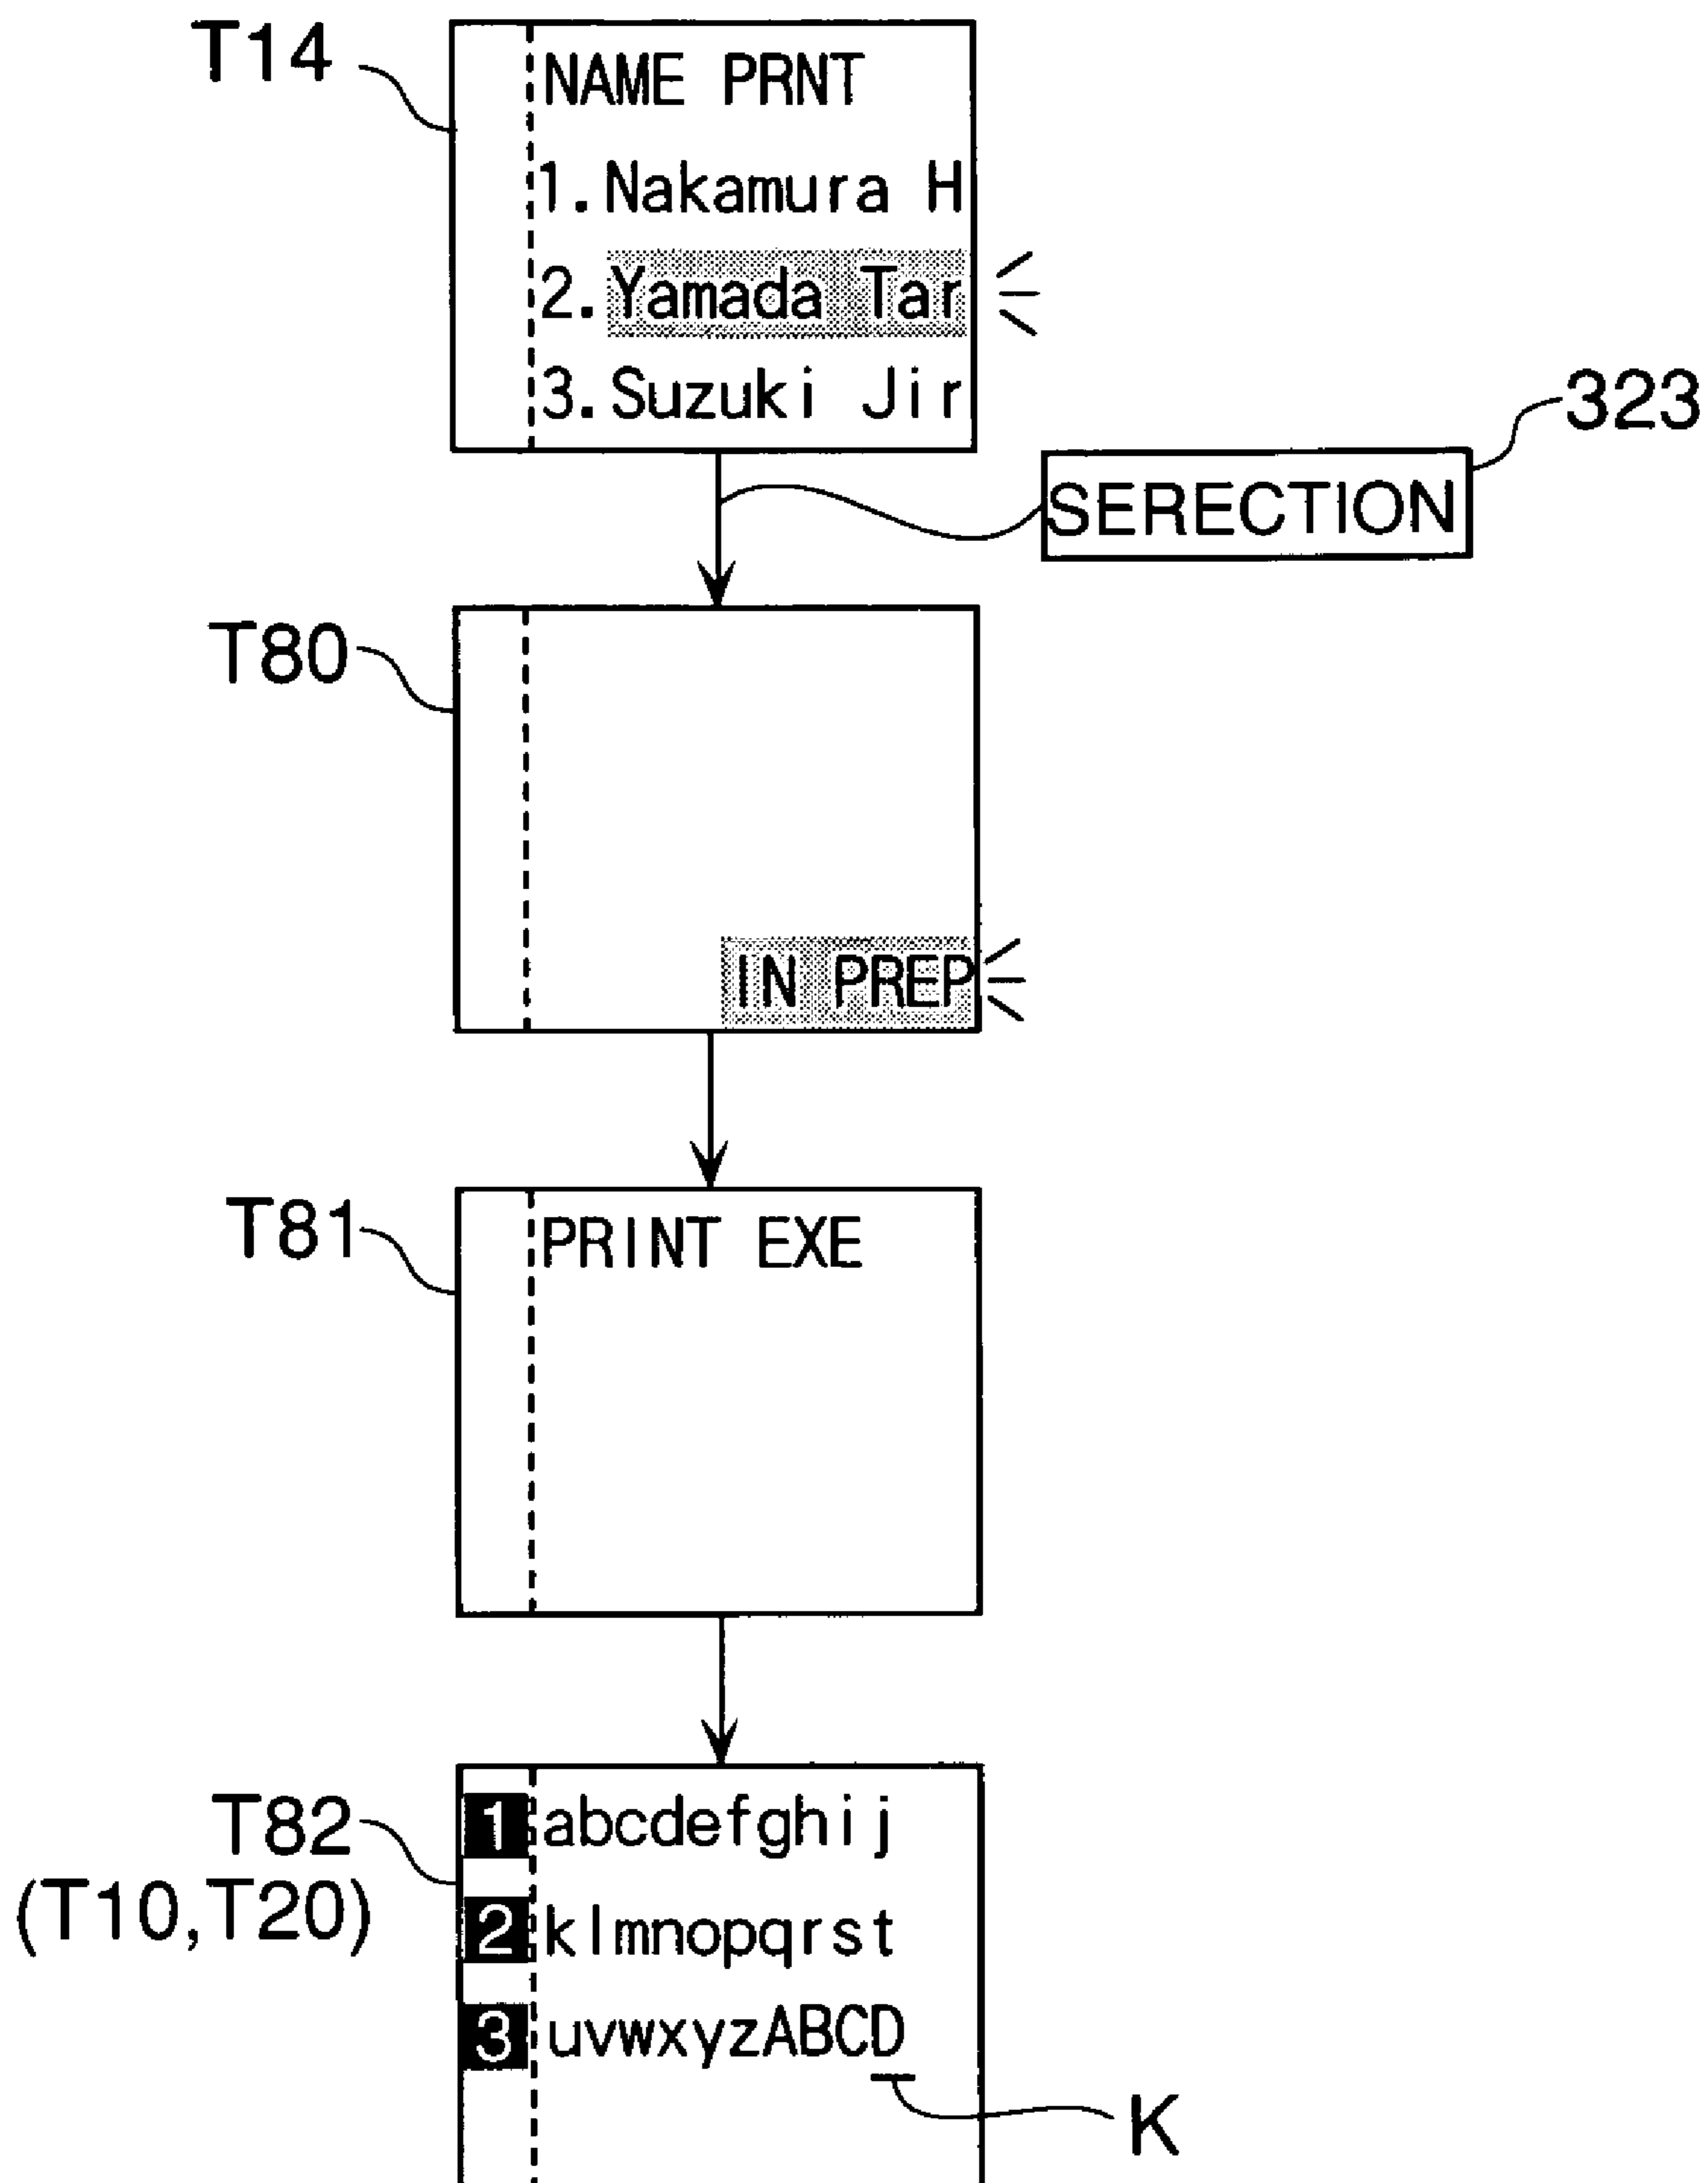 T14
NAME PRNT
1.Nakamura H
2.Yamada Tar
3.Suzuki Jir
323
SERECTION
T80
IN PREP
T81
PRINT EXE
T82
(T10,T20)
1 abcdefghij
2 klmnopqrst
3 uvwxyzABCD
K